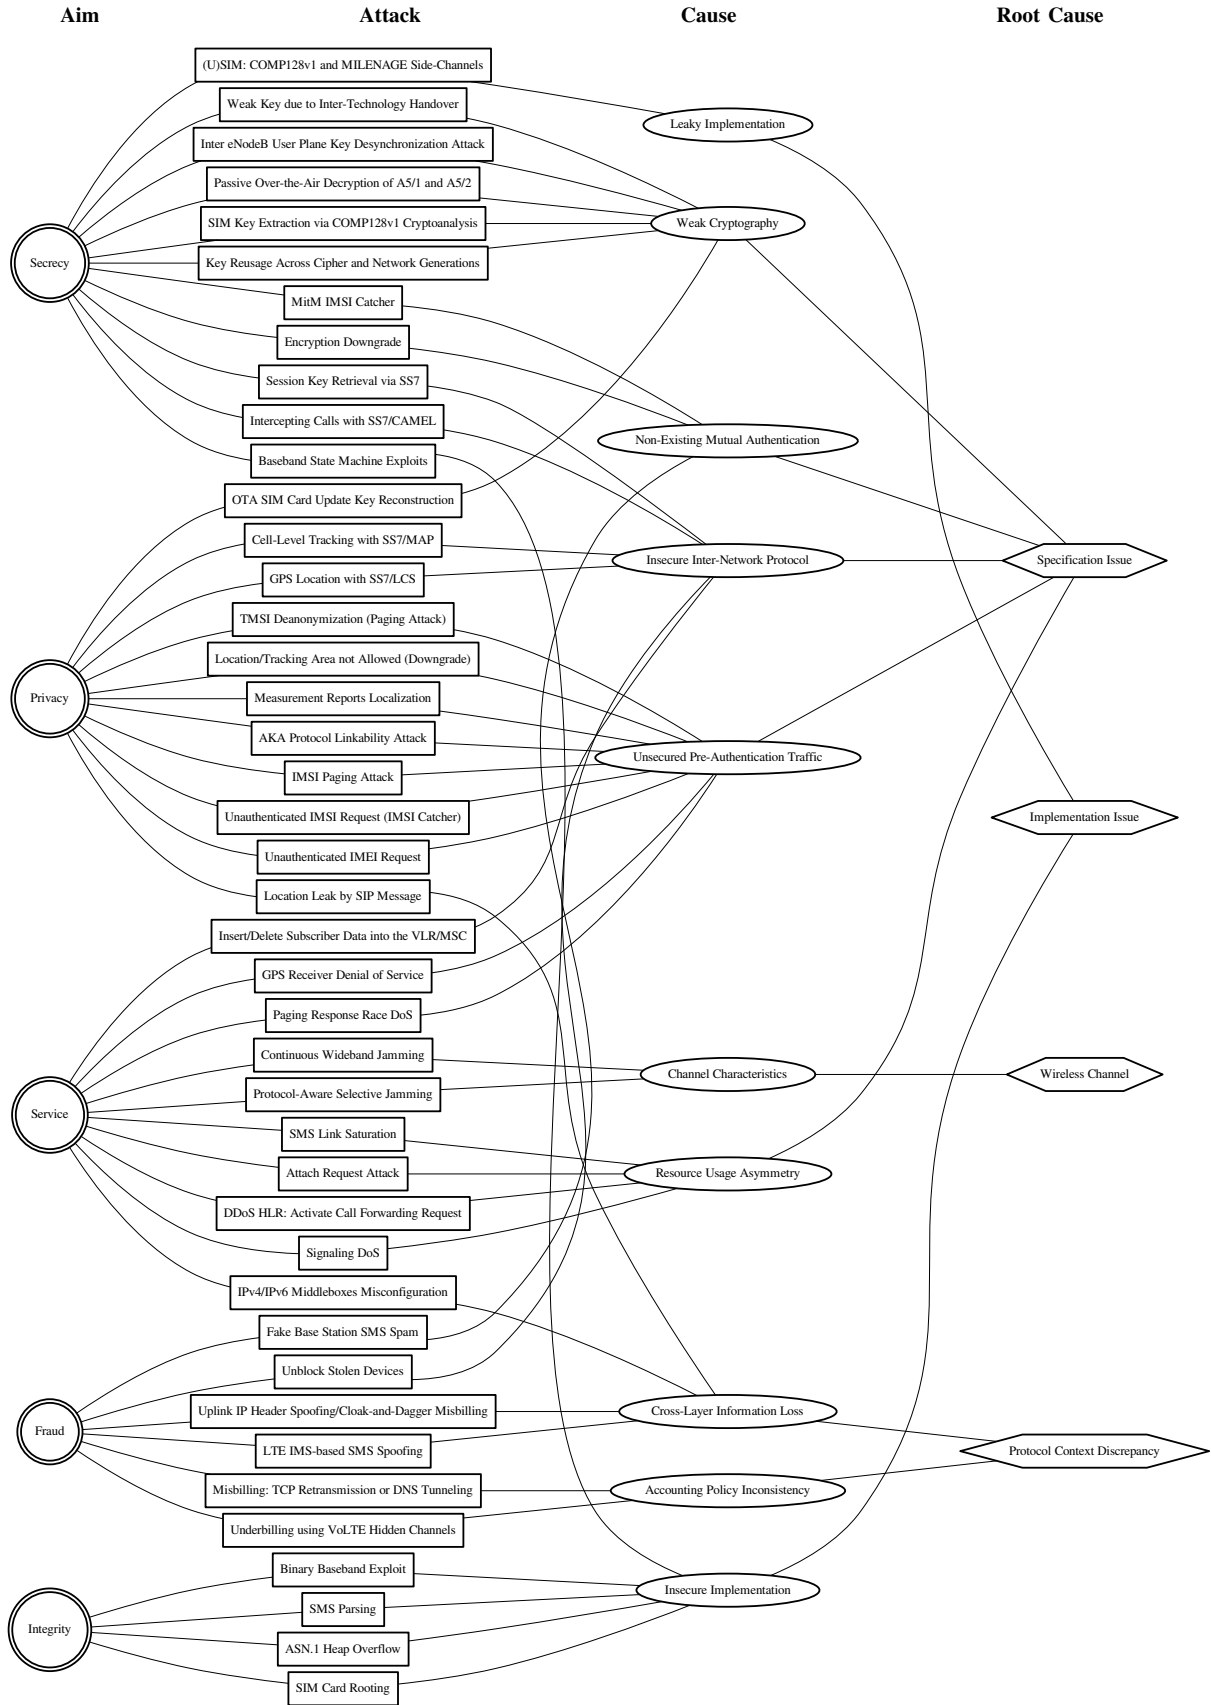 Aim Attack Cause Root Cause
(U)SIM: COMP128v1 and MILENAGE Side-Channels
Weak Key due to Inter-Technology Handover
Leaky Implementation
Inter eNodeB User Plane Key Desynchronization Attack
Passive Over-the-Air Decryption of A5/1 and A5/2
SIM Key Extraction via COMP128v1 Cryptoanalysis
Weak Cryptography
Secrecy
Key Reusage Across Cipher and Network Generations
MitM IMSI Catcher
Encryption Downgrade
Session Key Retrieval via SS7
Intercepting Calls with SS7/CAMEL
Non-Existing Mutual Authentication
Baseband State Machine Exploits
OTA SIM Card Update Key Reconstruction
Cell-Level Tracking with SS7/MAP
Insecure Inter-Network Protocol
Specification Issue
GPS Location with SS7/LCS
TMSI Deanonymization (Paging Attack)
Location/Tracking Area not Allowed (Downgrade)
Privacy
Measurement Reports Localization
AKA Protocol Linkability Attack
Unsecured Pre-Authentication Traffic
IMSI Paging Attack
Unauthenticated IMSI Request (IMSI Catcher)
Implementation Issue
Unauthenticated IMEI Request
Location Leak by SIP Message
Insert/Delete Subscriber Data into the VLR/MSC
GPS Receiver Denial of Service
Paging Response Race DoS
Continuous Wideband Jamming
Channel Characteristics
Wireless Channel
Protocol-Aware Selective Jamming
Service
SMS Link Saturation
Attach Request Attack
Resource Usage Asymmetry
DDoS HLR: Activate Call Forwarding Request
Signaling DoS
IPv4/IPv6 Middleboxes Misconfiguration
Fake Base Station SMS Spam
Unblock Stolen Devices
Uplink IP Header Spoofing/Cloak-and-Dagger Misbilling
Cross-Layer Information Loss
Fraud
LTE IMS-based SMS Spoofing
Protocol Context Discrepancy
Misbilling: TCP Retransmission or DNS Tunneling
Accounting Policy Inconsistency
Underbilling using VoLTE Hidden Channels
Binary Baseband Exploit
Insecure Implementation
SMS Parsing
Integrity
ASN.1 Heap Overflow
SIM Card Rooting